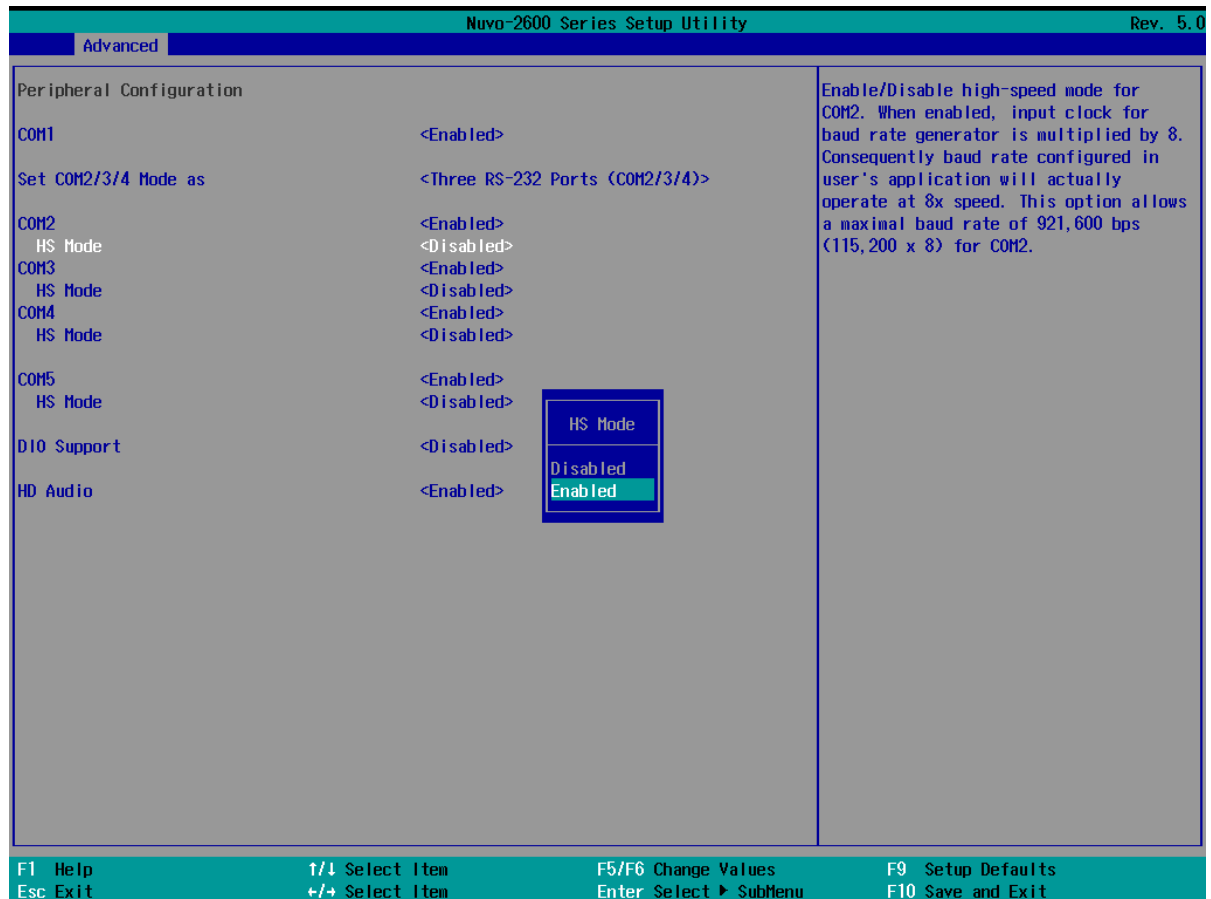 Nuvo-2600 Series Setup Utility Rev. 5.0
Advanced
Peripheral Configuration
COM1 <Enabled>
Set COM2/3/4 Mode as <Three RS-232 Ports (COM2/3/4)>
COM2 <Enabled>
HS Mode <Disabled>
COM3 <Enabled>
HS Mode <Disabled>
COM4 <Enabled>
HS Mode <Disabled>
COM5 <Enabled>
HS Mode <Disabled>
DIO Support <Disabled>
HD Audio <Enabled>
HS Mode
Disabled
Enabled
Enable/Disable high-speed mode for
COM2. When enabled, input clock for
baud rate generator is multiplied by 8.
Consequently baud rate configured in
user's application will actually
operate at 8x speed. This option allows
a maximal baud rate of 921,600 bps
(115,200 x 8) for COM2.
F1 Help ↑/↓ Select Item F5/F6 Change Values F9 Setup Defaults
Esc Exit ←/→ Select Item Enter Select ▶ SubMenu F10 Save and Exit